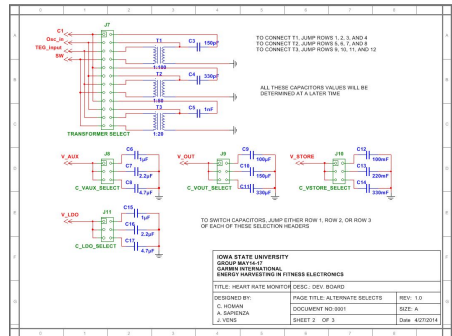 J7
C1
Osc_in
TEG_input
SW
T1
1:100
T2
1:50
T3
1:20
C3
150pF
C4
330pF
C5
1nF
TRANSFORMER SELECT
TO CONNECT T1, JUMP ROWS 1, 2, 3, AND 4
TO CONNECT T2, JUMP ROWS 5, 6, 7, AND 8
TO CONNECT T3, JUMP ROWS 9, 10, 11, AND 12
ALL THESE CAPACITORS VALUES WILL BE
DETERMINED AT A LATER TIME
V_AUX
J8
C6
1µF
C7
2.2µF
C8
4.7µF
C_VAUX_SELECT
V_OUT
J9
C9
100µF
C10
150µF
C11
330µF
C_VOUT_SELECT
V_STORE
J10
C12
100mF
C13
220mF
C14
330mF
C_VSTORE_SELECT
V_LDO
J11
C15
1µF
C16
2.2µF
C17
4.7µF
C_LDO_SELECT
TO SWITCH CAPACITORS, JUMP EITHER ROW 1, ROW 2, OR ROW 3
OF EACH OF THESE SELECTION HEADERS
IOWA STATE UNIVERSITY
GROUP MAY14-17
GARMIN INTERNATIONAL
ENERGY HARVESTING IN FITNESS ELECTRONICS
TITLE: HEART RATE MONITOR
DESC.: DEV. BOARD
DESIGNED BY:
C. HOMAN
A. SAPIENZA
J. VENS
PAGE TITLE: ALTERNATE SELECTS
REV: 1.0
DOCUMENT NO:0001
SIZE: A
SHEET 2 OF 3
Date 4/27/2014